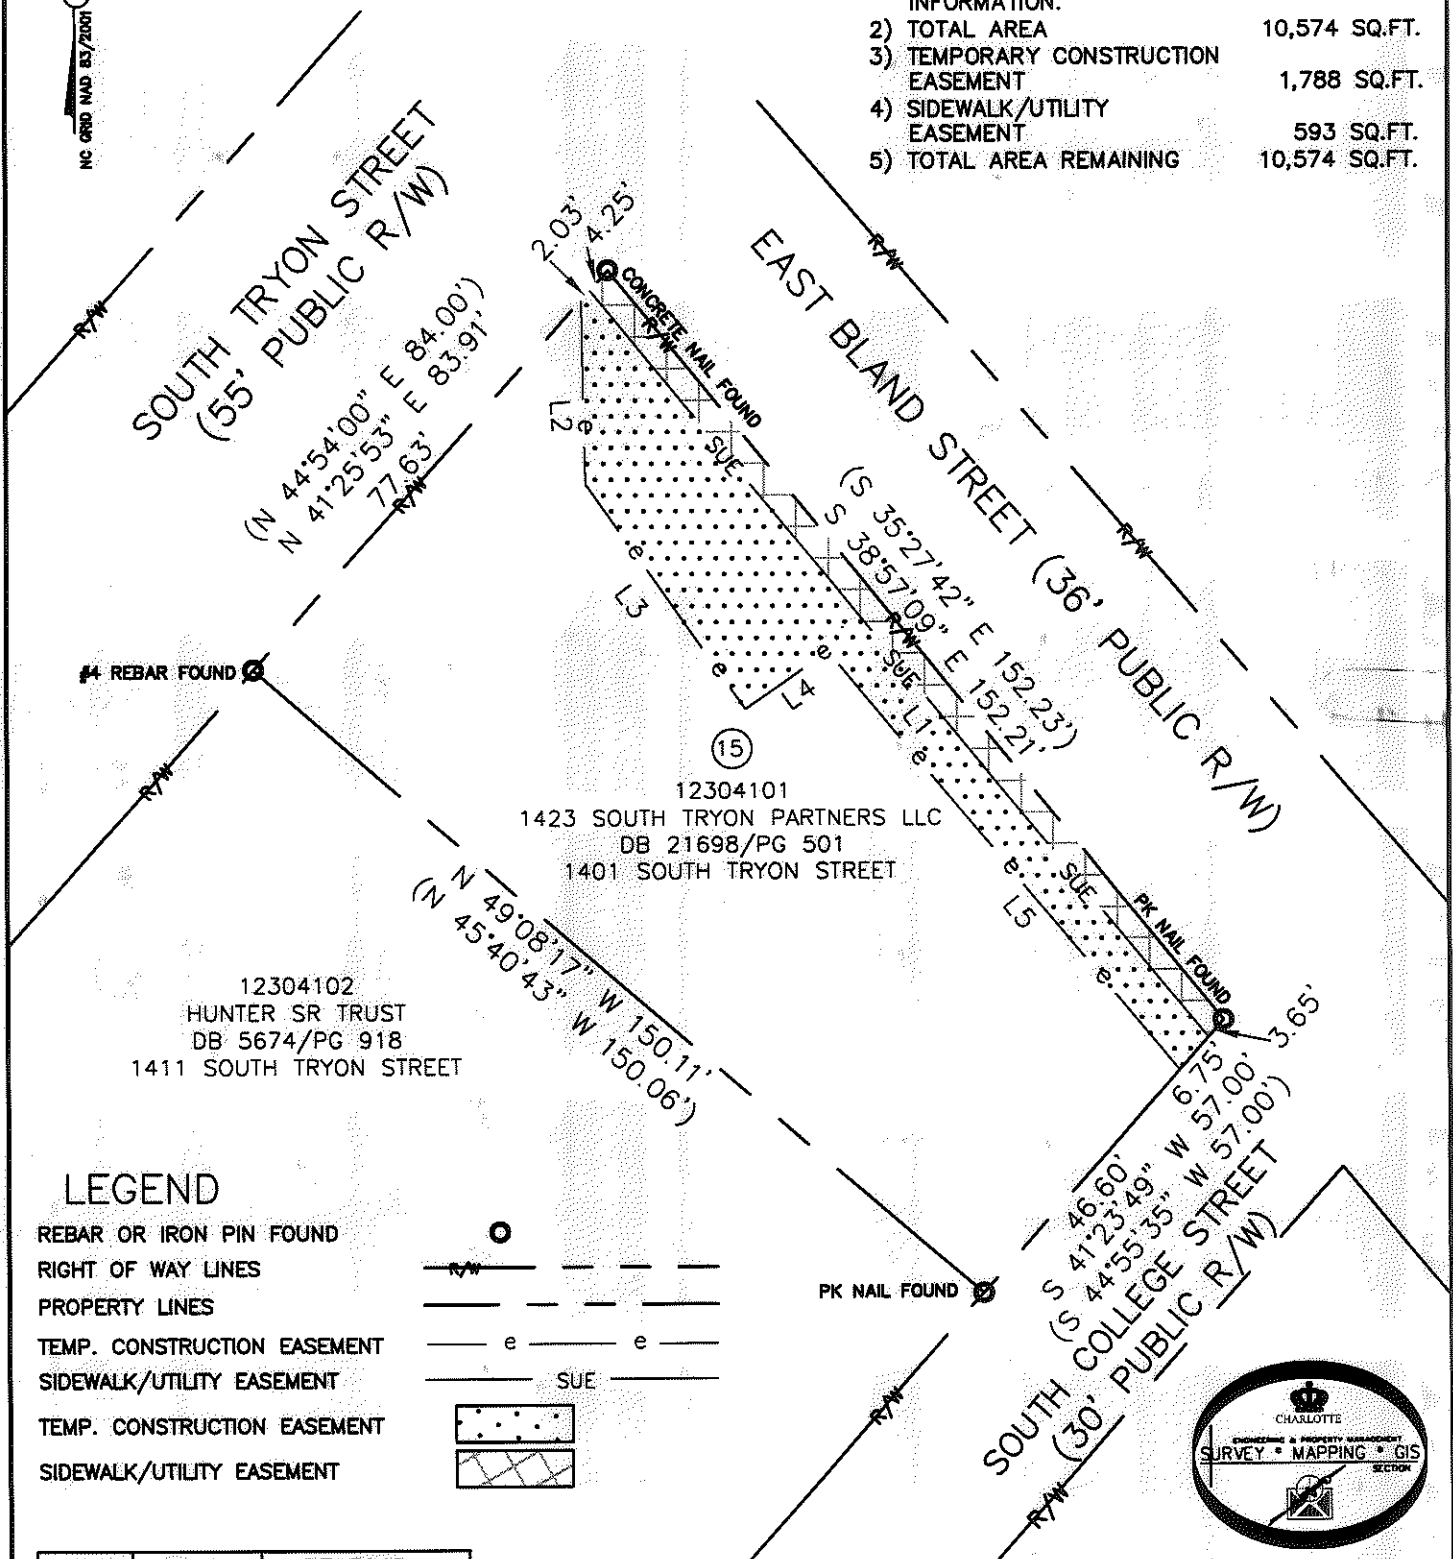 NC GRID NAD 83/2001
INFORMATION.
2) TOTAL AREA 10,574 SQ.FT.
3) TEMPORARY CONSTRUCTION
EASEMENT 1,788 SQ.FT.
4) SIDEWALK/UTILITY
EASEMENT 593 SQ.FT.
5) TOTAL AREA REMAINING 10,574 SQ.FT.
SOUTH TRYON STREET
(55' PUBLIC R/W)
R/W
(N 44°54'00" E 84.00')
N 41°25'53" E 83.91'
77.63'
R/W
2.03'
4.25'
CONCRETE NAIL FOUND
R/W
EAST BLAND STREET (36' PUBLIC R/W)
R/W
R/W
(S 35°27'42" E 152.23')
S 38°57'09" E 152.21'
R/W
SUE
SUE
SUE
L1
L2
e
e
L3
e
L4
e
e
e
L5
e
#4 REBAR FOUND
R/W
15
12304101
1423 SOUTH TRYON PARTNERS LLC
DB 21698/PG 501
1401 SOUTH TRYON STREET
PK NAIL FOUND
3.65'
6.75'
46.60'
S 41°23'49" W 57.00'
(S 44°55'35" W 57.00')
SOUTH COLLEGE STREET
(30' PUBLIC R/W)
N 49°08'17" W 150.11'
(N 45°40'43" W 150.06')
12304102
HUNTER SR TRUST
DB 5674/PG 918
1411 SOUTH TRYON STREET
PK NAIL FOUND
R/W
R/W
LEGEND
REBAR OR IRON PIN FOUND
RIGHT OF WAY LINES R/W
PROPERTY LINES
TEMP. CONSTRUCTION EASEMENT e e
SIDEWALK/UTILITY EASEMENT SUE
TEMP. CONSTRUCTION EASEMENT
SIDEWALK/UTILITY EASEMENT
CHARLOTTE
ENGINEERING & PROPERTY MANAGEMENT
SURVEY * MAPPING * GIS
SECTION